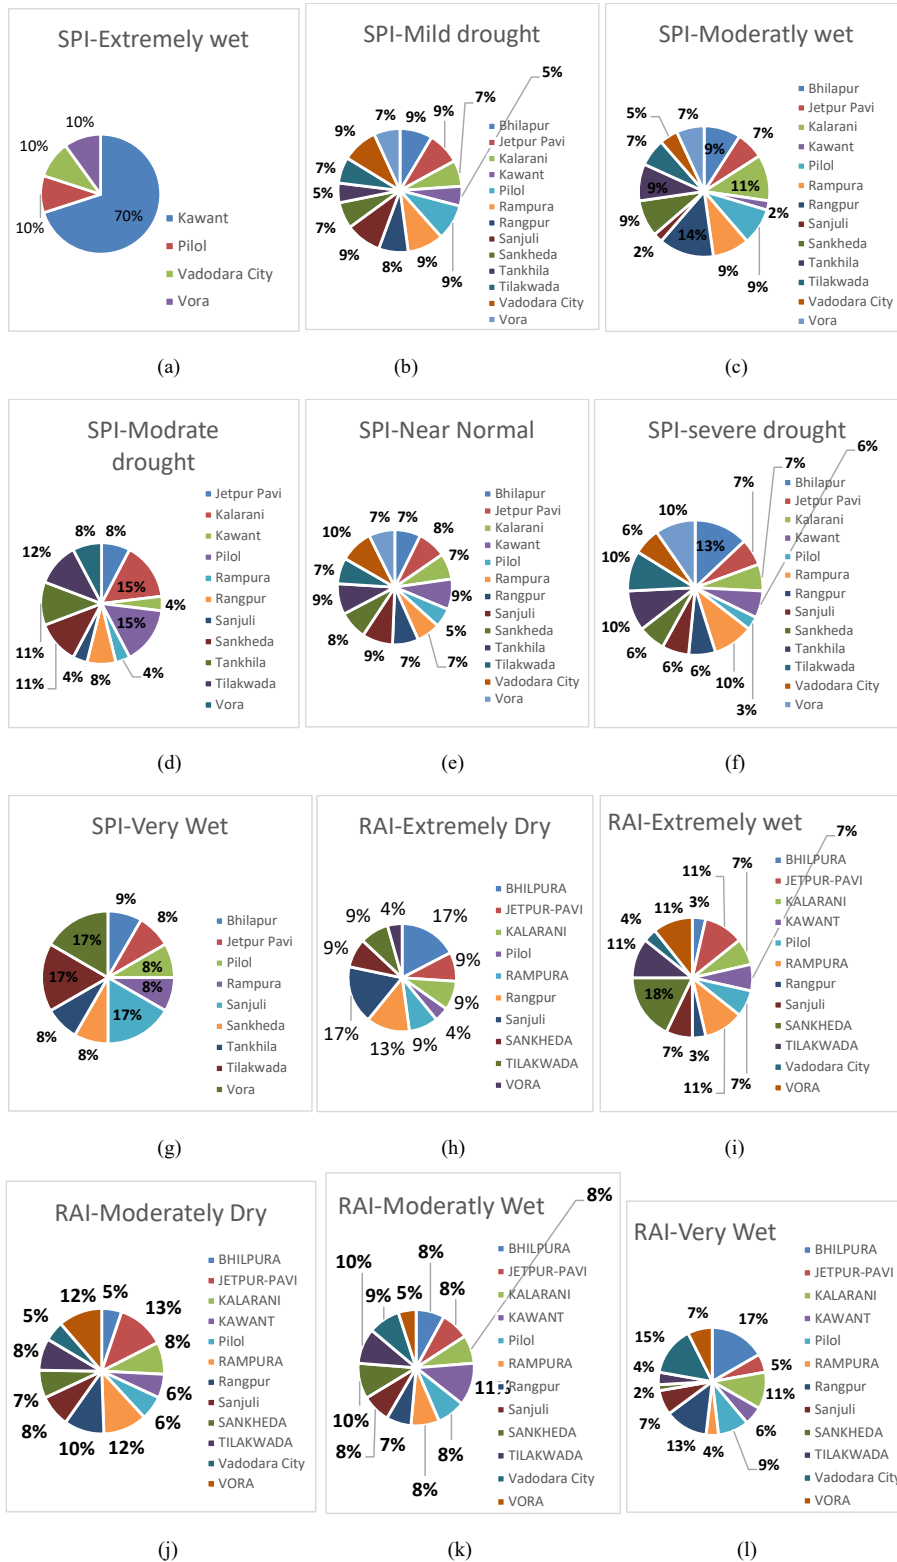 SPI-Extremely wet
10%
10%
10%
70%
Kawant
Pilol
Vadodara City
Vora
(a)
SPI-Mild drought
5%
7%
9%
9%
7%
9%
9%
7%
5%
7%
9%
8%
9%
9%
Bhilapur
Jetpur Pavi
Kalarani
Kawant
Pilol
Rampura
Rangpur
Sanjuli
Sankheda
Tankhila
Tilakwada
Vadodara City
Vora
(b)
SPI-Moderatly wet
5%
7%
7%
9%
7%
9%
11%
2%
9%
2%
14%
9%
9%
Bhilapur
Jetpur Pavi
Kalarani
Kawant
Pilol
Rampura
Rangpur
Sanjuli
Sankheda
Tankhila
Tilakwada
Vadodara City
Vora
(c)
SPI-Modrate
drought
8%
8%
12%
15%
4%
15%
11%
11%
4%
8%
4%
Jetpur Pavi
Kalarani
Kawant
Pilol
Rampura
Rangpur
Sanjuli
Sankheda
Tankhila
Tilakwada
Vora
(d)
SPI-Near Normal
7%
7%
10%
8%
7%
7%
9%
9%
5%
8%
9%
7%
7%
Bhilapur
Jetpur Pavi
Kalarani
Kawant
Pilol
Rampura
Rangpur
Sanjuli
Sankheda
Tankhila
Tilakwada
Vadodara City
Vora
(e)
SPI-severe drought
6%
7%
7%
10%
6%
13%
10%
10%
6%
6%
6%
10%
3%
Bhilapur
Jetpur Pavi
Kalarani
Kawant
Pilol
Rampura
Rangpur
Sanjuli
Sankheda
Tankhila
Tilakwada
Vadodara City
Vora
(f)
SPI-Very Wet
9%
8%
17%
8%
17%
8%
17%
8%
8%
Bhilapur
Jetpur Pavi
Pilol
Rampura
Sanjuli
Sankheda
Tankhila
Tilakwada
Vora
(g)
RAI-Extremely Dry
4%
9%
17%
9%
9%
9%
17%
4%
13%
9%
BHILPURA
JETPUR-PAVI
KALARANI
Pilol
RAMPURA
Rangpur
Sanjuli
SANKHEDA
TILAKWADA
VORA
(h)
RAI-Extremely wet
7%
7%
11%
11%
3%
4%
11%
18%
7%
3%
11%
7%
BHILPURA
JETPUR-PAVI
KALARANI
KAWANT
Pilol
RAMPURA
Rangpur
Sanjuli
SANKHEDA
TILAKWADA
Vadodara City
VORA
(i)
RAI-Moderately Dry
12%
5%
5%
13%
8%
8%
7%
6%
8%
6%
10%
12%
BHILPURA
JETPUR-PAVI
KALARANI
KAWANT
Pilol
RAMPURA
Rangpur
Sanjuli
SANKHEDA
TILAKWADA
Vadodara City
VORA
(j)
RAI-Moderatly Wet
8%
8%
10%
8%
9%
5%
11%
10%
8%
7%
8%
8%
BHILPURA
JETPUR-PAVI
KALARANI
KAWANT
Pilol
RAMPURA
Rangpur
Sanjuli
SANKHEDA
TILAKWADA
Vadodara City
VORA
(k)
RAI-Very Wet
7%
17%
15%
5%
4%
11%
2%
6%
7%
9%
13%
4%
BHILPURA
JETPUR-PAVI
KALARANI
KAWANT
Pilol
RAMPURA
Rangpur
Sanjuli
SANKHEDA
TILAKWADA
Vadodara City
VORA
(l)